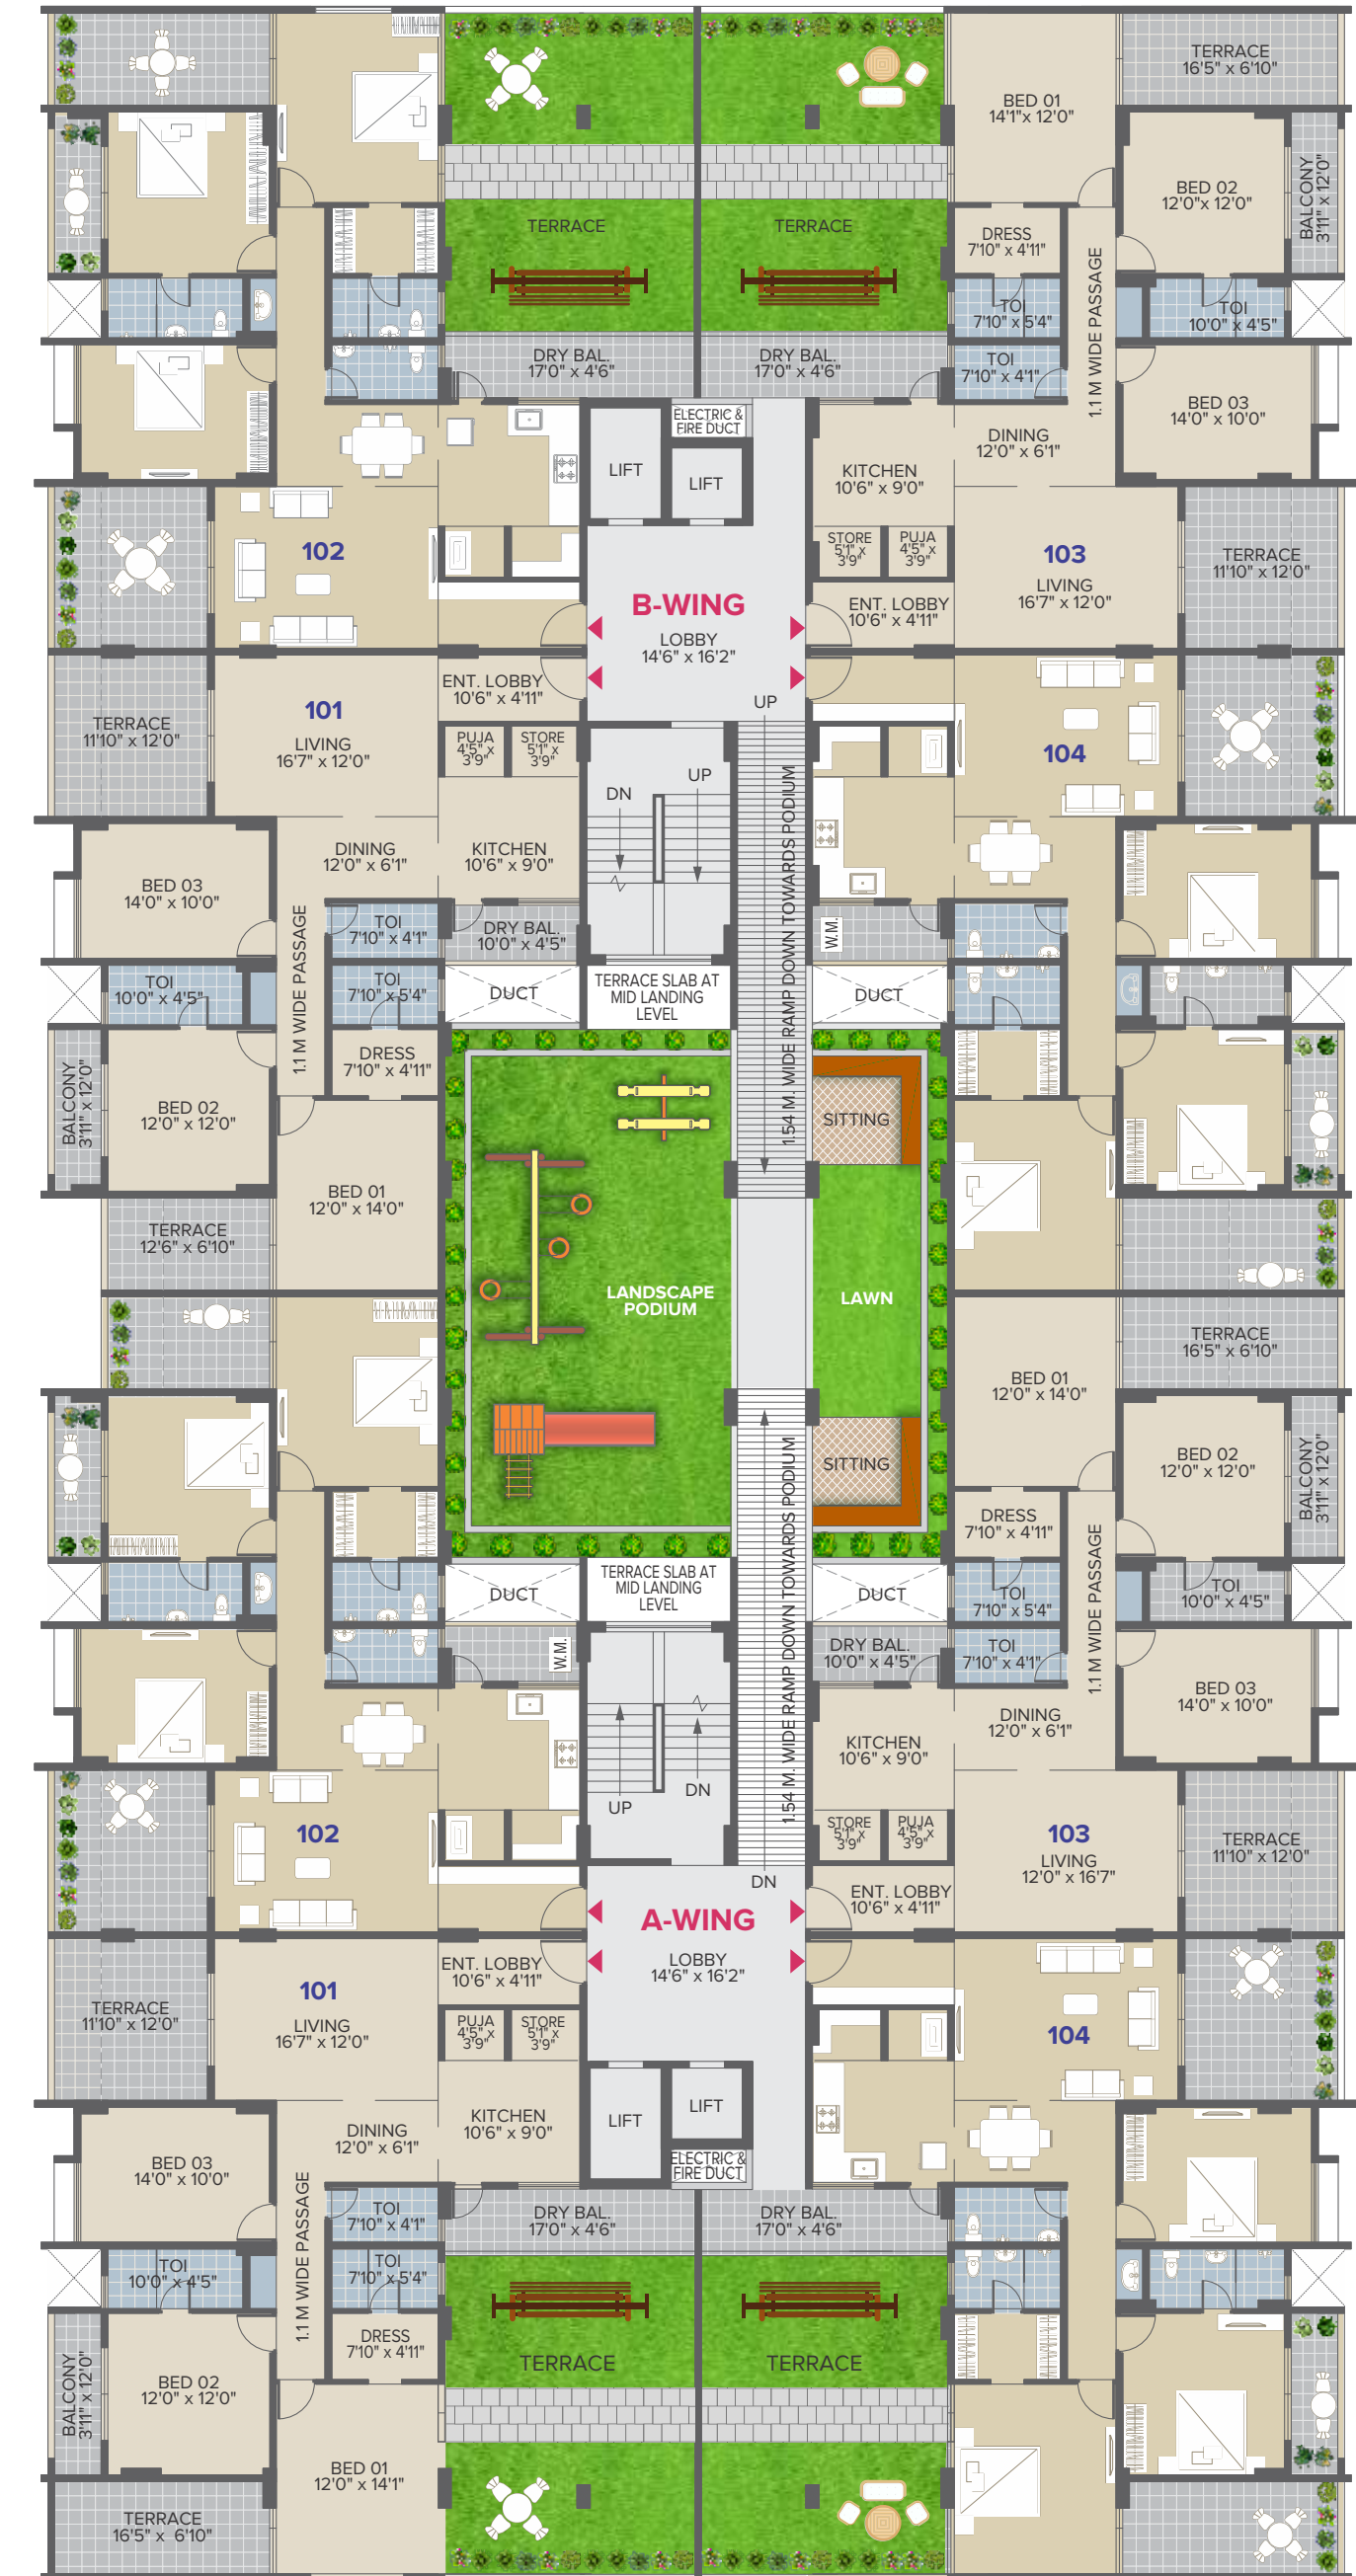 TERRACE
16'5" x 6'10"
BED 01
14'1"x 12'0"
BED 02
12'0"x 12'0"
BALCONY
3'11" x 12'0"
TERRACE
TERRACE
DRESS
7'10" x 4'11"
TOI
7'10" x 5'4"
TOI
10'0" x 4'5"
1.1 M WIDE PASSAGE
DRY BAL.
17'0" x 4'6"
DRY BAL.
17'0" x 4'6"
TOI
7'10" x 4'1"
BED 03
14'0" x 10'0"
ELECTRIC &
FIRE DUCT
LIFT
LIFT
KITCHEN
10'6" x 9'0"
DINING
12'0" x 6'1"
STORE
5'1" x
3'9"
PUJA
4'5" x
3'9"
102
103
LIVING
16'7" x 12'0"
TERRACE
11'10" x 12'0"
B-WING
LOBBY
14'6" x 16'2"
ENT. LOBBY
10'6" x 4'11"
ENT. LOBBY
10'6" x 4'11"
101
LIVING
16'7" x 12'0"
TERRACE
11'10" x 12'0"
UP
PUJA
4'5" x
3'9"
STORE
5'1" x
3'9"
104
UP
DN
1.54 M. WIDE RAMP DOWN TOWARDS PODIUM
DINING
12'0" x 6'1"
KITCHEN
10'6" x 9'0"
BED 03
14'0" x 10'0"
1.1 M WIDE PASSAGE
TOI
7'10" x 4'1"
DRY BAL.
10'0" x 4'5"
W.M.
TOI
10'0" x 4'5"
TOI
7'10" x 5'4"
DUCT
TERRACE SLAB AT
MID LANDING
LEVEL
DUCT
DRESS
7'10" x 4'11"
BALCONY
3'11" x 12'0"
BED 02
12'0" x 12'0"
SITTING
BED 01
12'0" x 14'0"
TERRACE
12'6" x 6'10"
LANDSCAPE
PODIUM
LAWN
TERRACE
16'5" x 6'10"
BED 01
12'0" x 14'0"
BED 02
12'0" x 12'0"
BALCONY
3'11" x 12'0"
SITTING
1.54 M. WIDE RAMP DOWN TOWARDS PODIUM
DRESS
7'10" x 4'11"
1.1 M WIDE PASSAGE
DUCT
TERRACE SLAB AT
MID LANDING
LEVEL
DUCT
TOI
7'10" x 5'4"
TOI
10'0" x 4'5"
W.M.
DRY BAL.
10'0" x 4'5"
TOI
7'10" x 4'1"
BED 03
14'0" x 10'0"
DINING
12'0" x 6'1"
KITCHEN
10'6" x 9'0"
DN
UP
STORE
5'1" x
3'9"
PUJA
4'5" x
3'9"
102
103
LIVING
12'0" x 16'7"
TERRACE
11'10" x 12'0"
DN
ENT. LOBBY
10'6" x 4'11"
A-WING
LOBBY
14'6" x 16'2"
ENT. LOBBY
10'6" x 4'11"
101
LIVING
16'7" x 12'0"
TERRACE
11'10" x 12'0"
PUJA
4'5" x
3'9"
STORE
5'1" x
3'9"
104
LIFT
LIFT
KITCHEN
10'6" x 9'0"
DINING
12'0" x 6'1"
ELECTRIC &
FIRE DUCT
BED 03
14'0" x 10'0"
1.1 M WIDE PASSAGE
TOI
7'10" x 4'1"
DRY BAL.
17'0" x 4'6"
DRY BAL.
17'0" x 4'6"
TOI
10'0" x 4'5"
TOI
7'10" x 5'4"
DRESS
7'10" x 4'11"
TERRACE
TERRACE
BALCONY
3'11" x 12'0"
BED 02
12'0" x 12'0"
BED 01
12'0" x 14'1"
TERRACE
16'5" x 6'10"